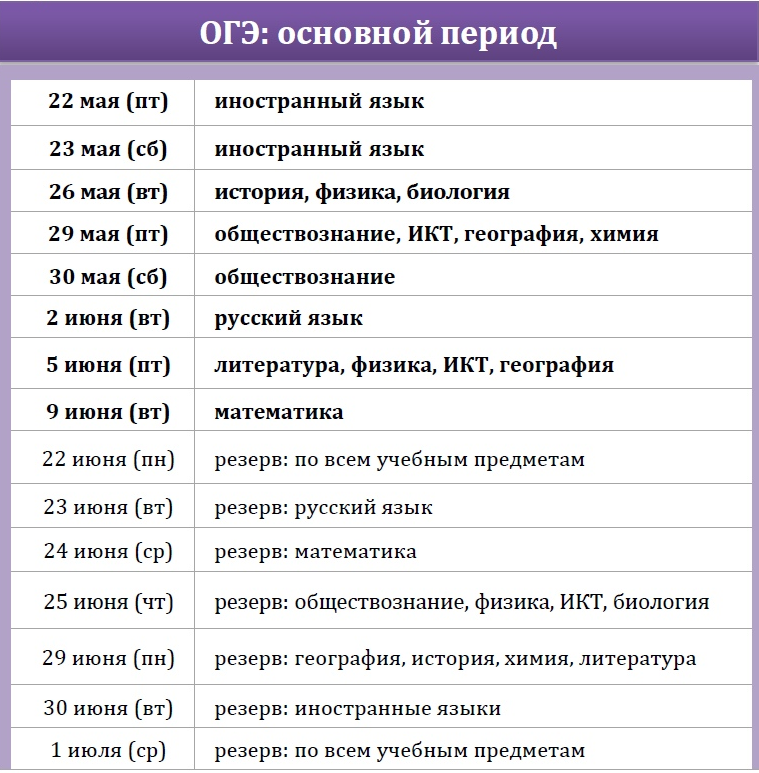 ОГЭ: основной период
22 мая (пт) иностранный язык
23 мая (сб) иностранный язык
26 мая (вт) история, физика, биология
29 мая (пт) обществознание, ИКТ, география, химия
30 мая (сб) обществознание
2 июня (вт) русский язык
5 июня (пт) литература, физика, ИКТ, география
9 июня (вт) математика
22 июня (пн) резерв: по всем учебным предметам
23 июня (вт) резерв: русский язык
24 июня (ср) резерв: математика
25 июня (чт) резерв: обществознание, физика, ИКТ, биология
29 июня (пн) резерв: география, история, химия, литература
30 июня (вт) резерв: иностранные языки
1 июля (ср) резерв: по всем учебным предметам